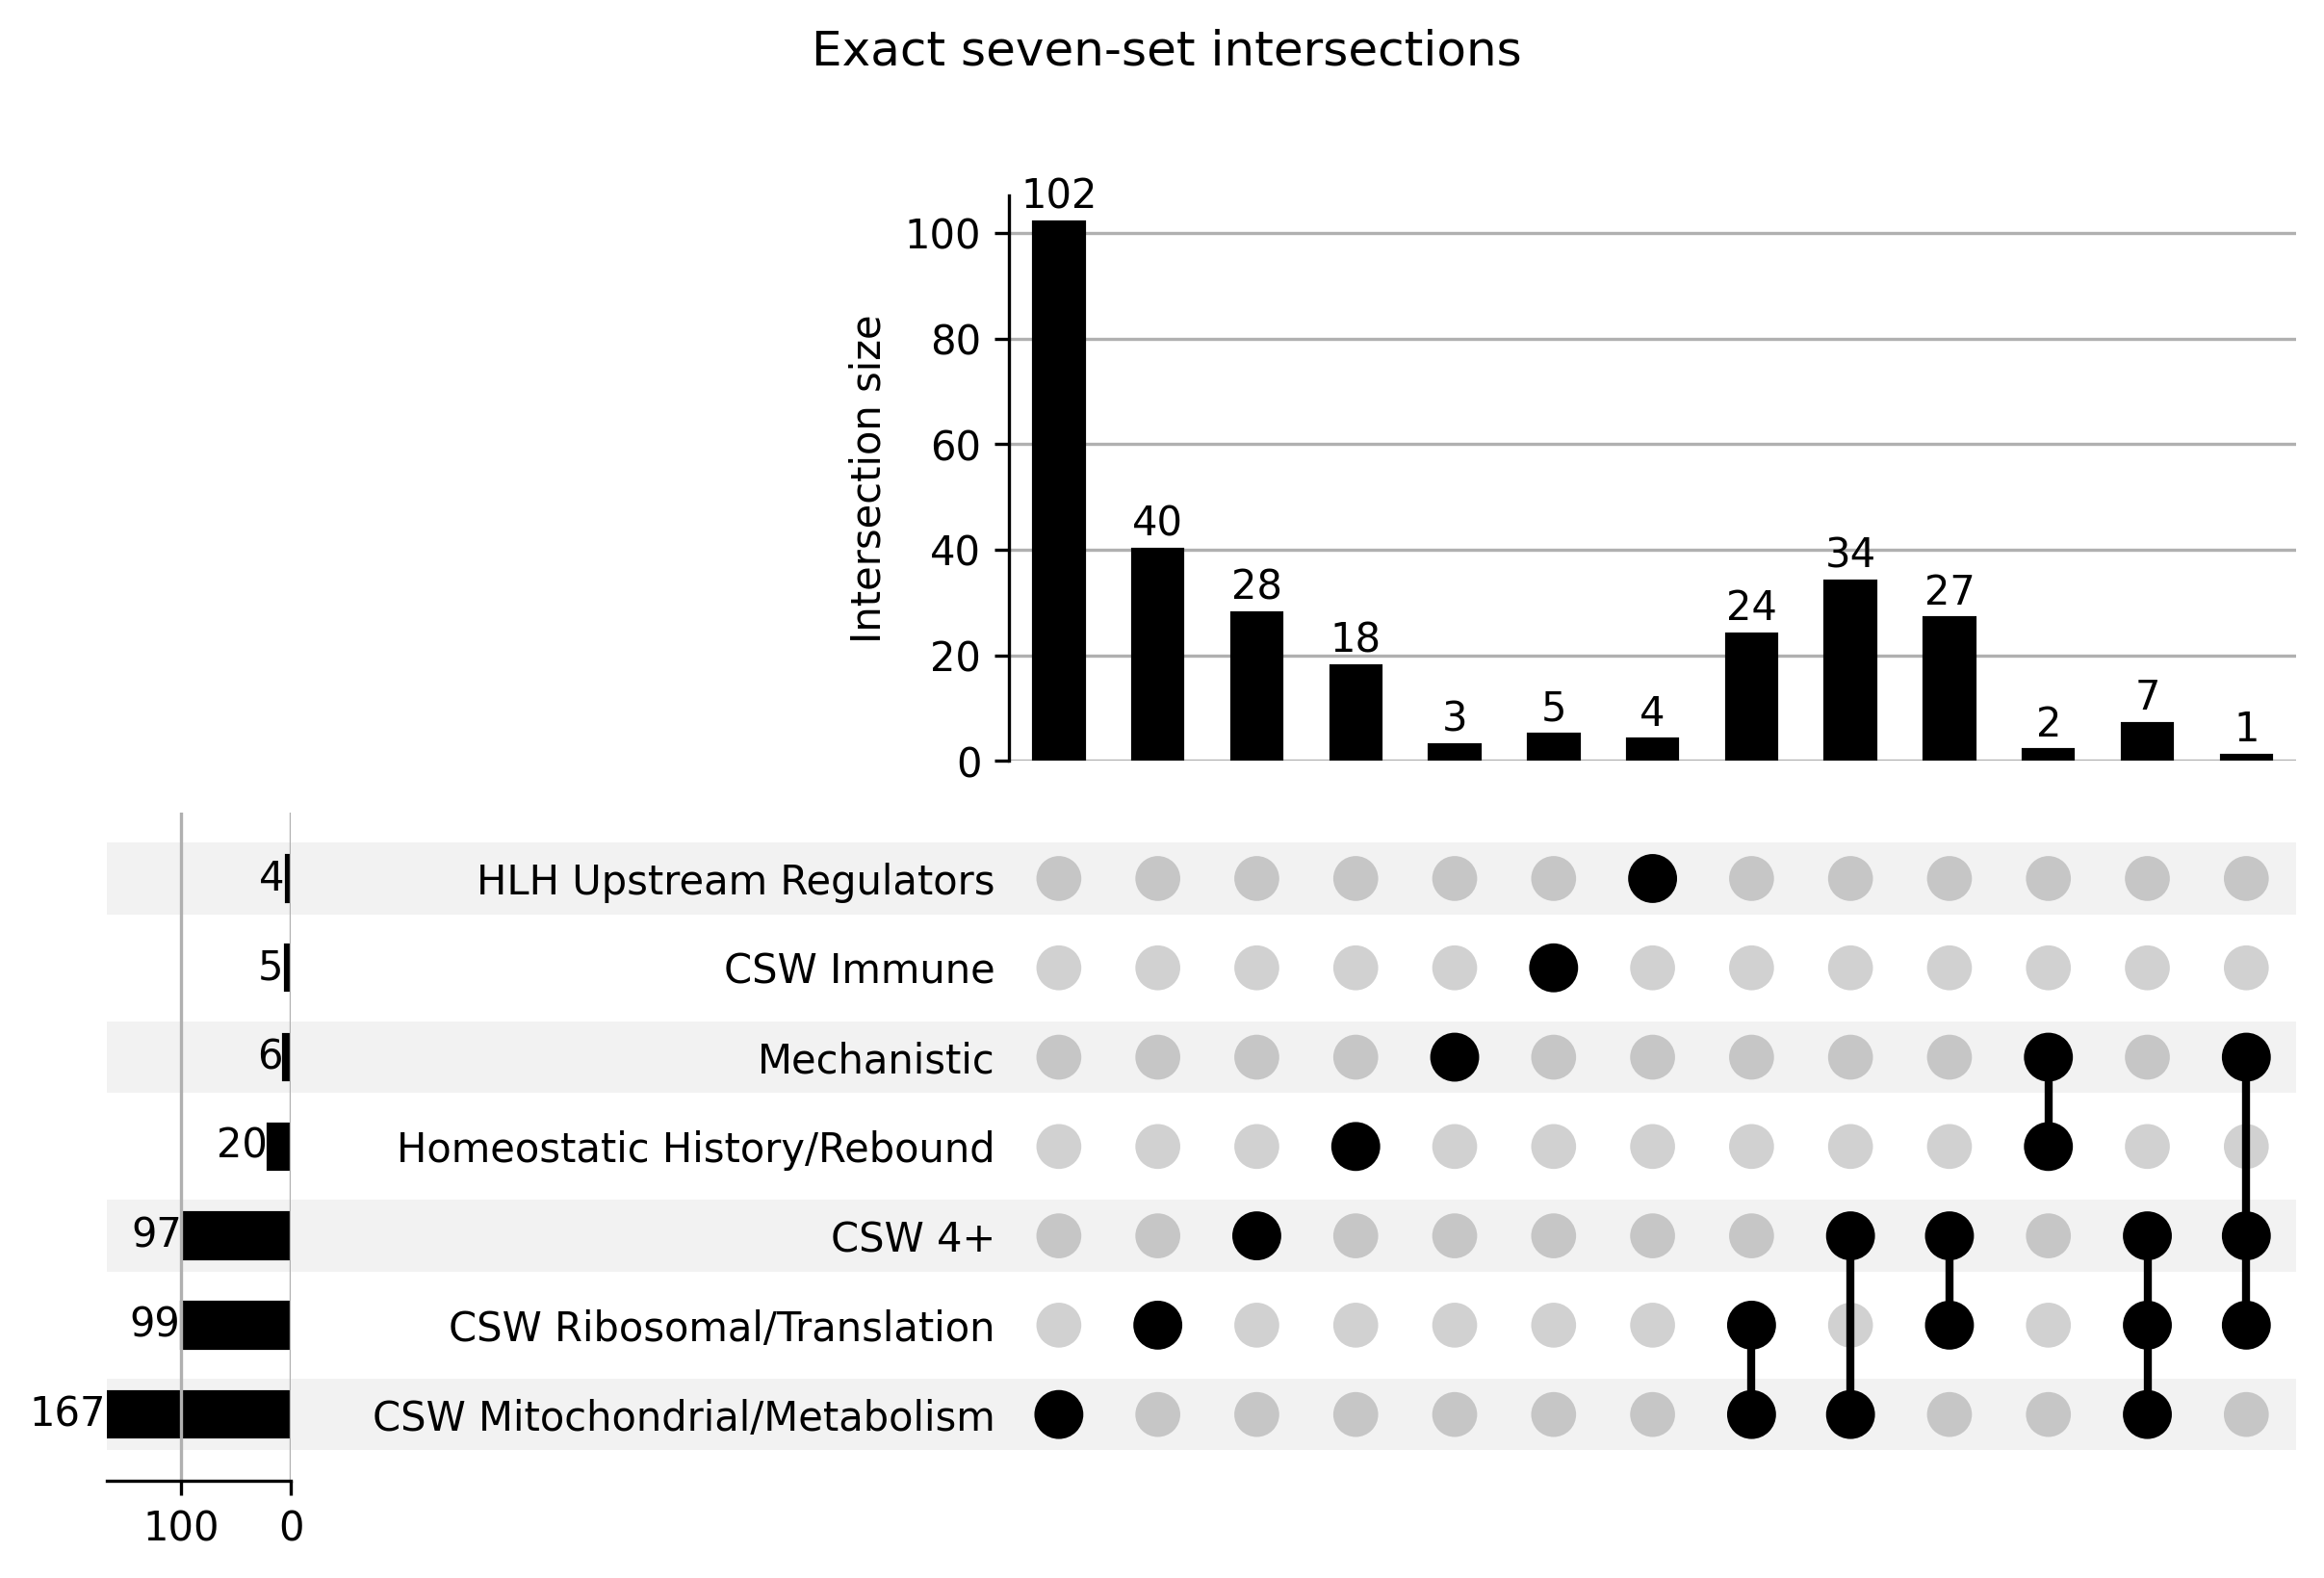 Exact seven-set intersections
102
100
80
60
40
20
0
Intersection size
40
28
18
3
5
4
24
34
27
2
7
1
4 HLH Upstream Regulators
5 CSW Immune
6 Mechanistic
20 Homeostatic History/Rebound
97 CSW 4+
99 CSW Ribosomal/Translation
167 CSW Mitochondrial/Metabolism
100 0